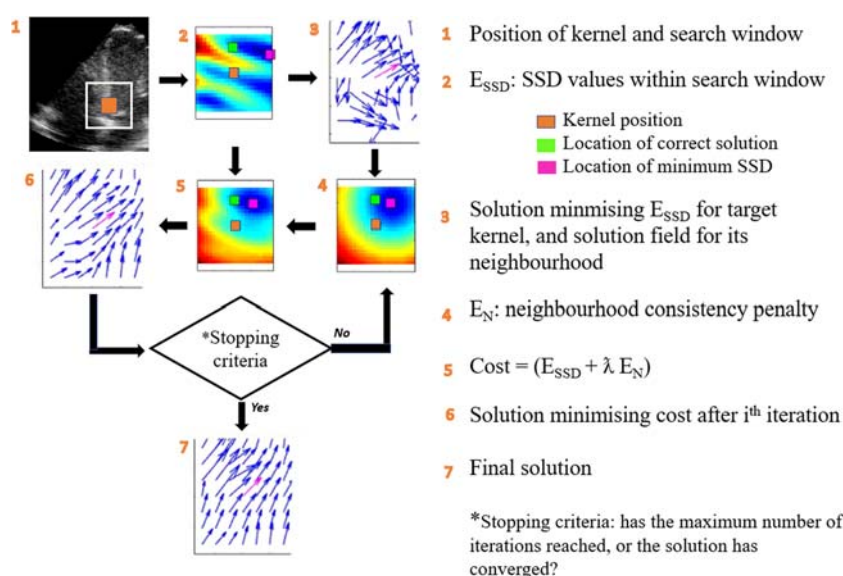 1
2
3
6
5
4
*Stopping
criteria
No
Yes
7
1 Position of kernel and search window
2 E_SSD: SSD values within search window
Kernel position
Location of correct solution
Location of minimum SSD
3 Solution minmising E_SSD for target
kernel, and solution field for its
neighbourhood
4 E_N: neighbourhood consistency penalty
5 Cost = (E_SSD + ƛ E_N)
6 Solution minimising cost after i^th iteration
7 Final solution
*Stopping criteria: has the maximum number of
iterations reached, or the solution has
converged?